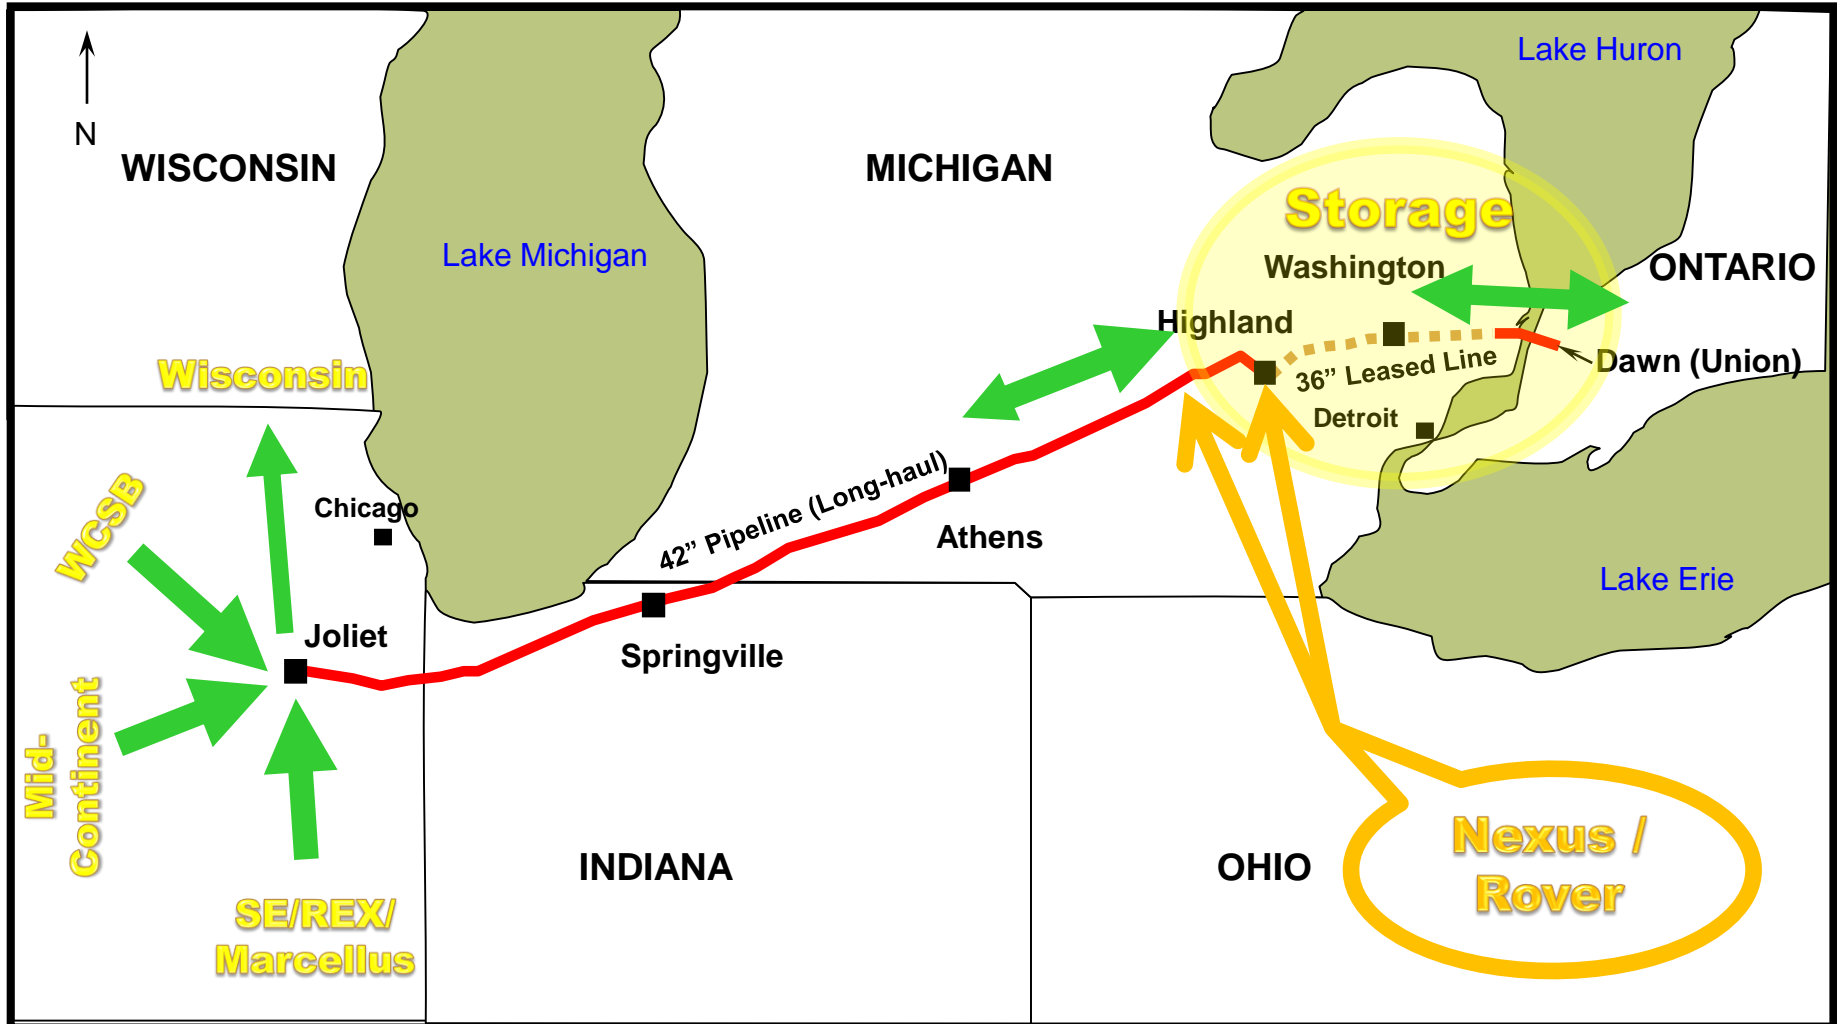 Lake Huron
N
WISCONSIN
MICHIGAN
Storage
Lake Michigan
Washington
ONTARIO
Highland
36” Leased Line
Dawn (Union)
Wisconsin
Detroit
42” Pipeline (Long-haul)
WCSB
Chicago
Athens
Lake Erie
Joliet
Springville
Mid-
Continent
Nexus /
Rover
INDIANA
OHIO
SE/REX/
Marcellus